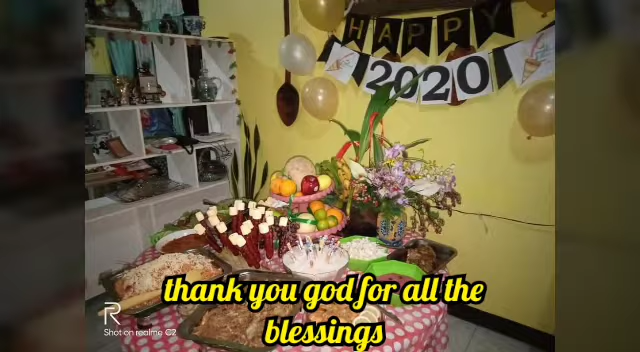 HAPPY
2020
thank you god for all the
blessings
R
Shot on realme C2